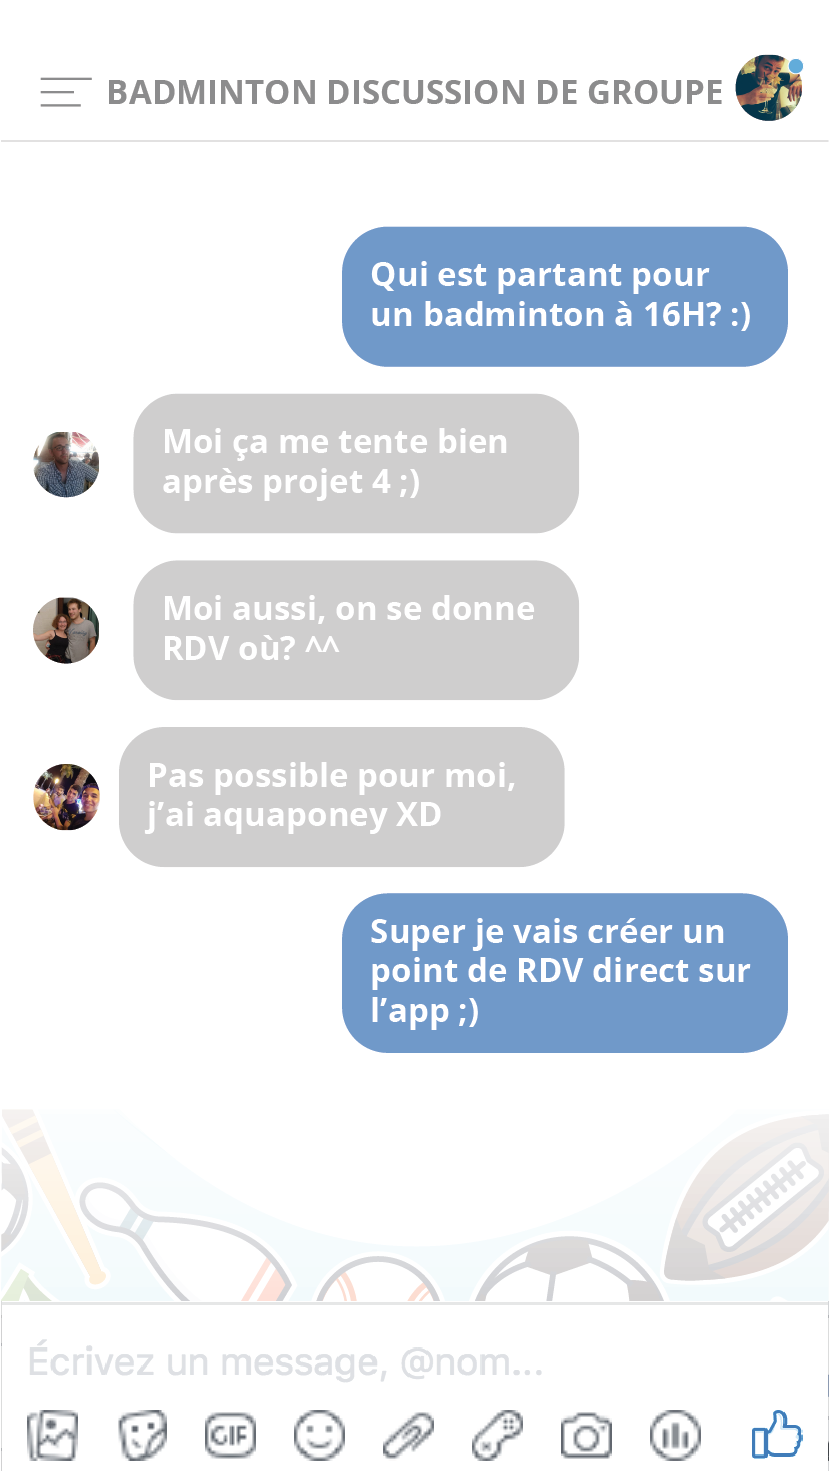 BADMINTON DISCUSSION DE GROUPE
Qui est partant pour
un badminton à 16H? :)
Moi ça me tente bien
après projet 4 ;)
Moi aussi, on se donne
RDV où? ^^
Pas possible pour moi,
j’ai aquaponey XD
Super je vais créer un
point de RDV direct sur
l’app ;)
Écrivez un message, @nom...
GIF